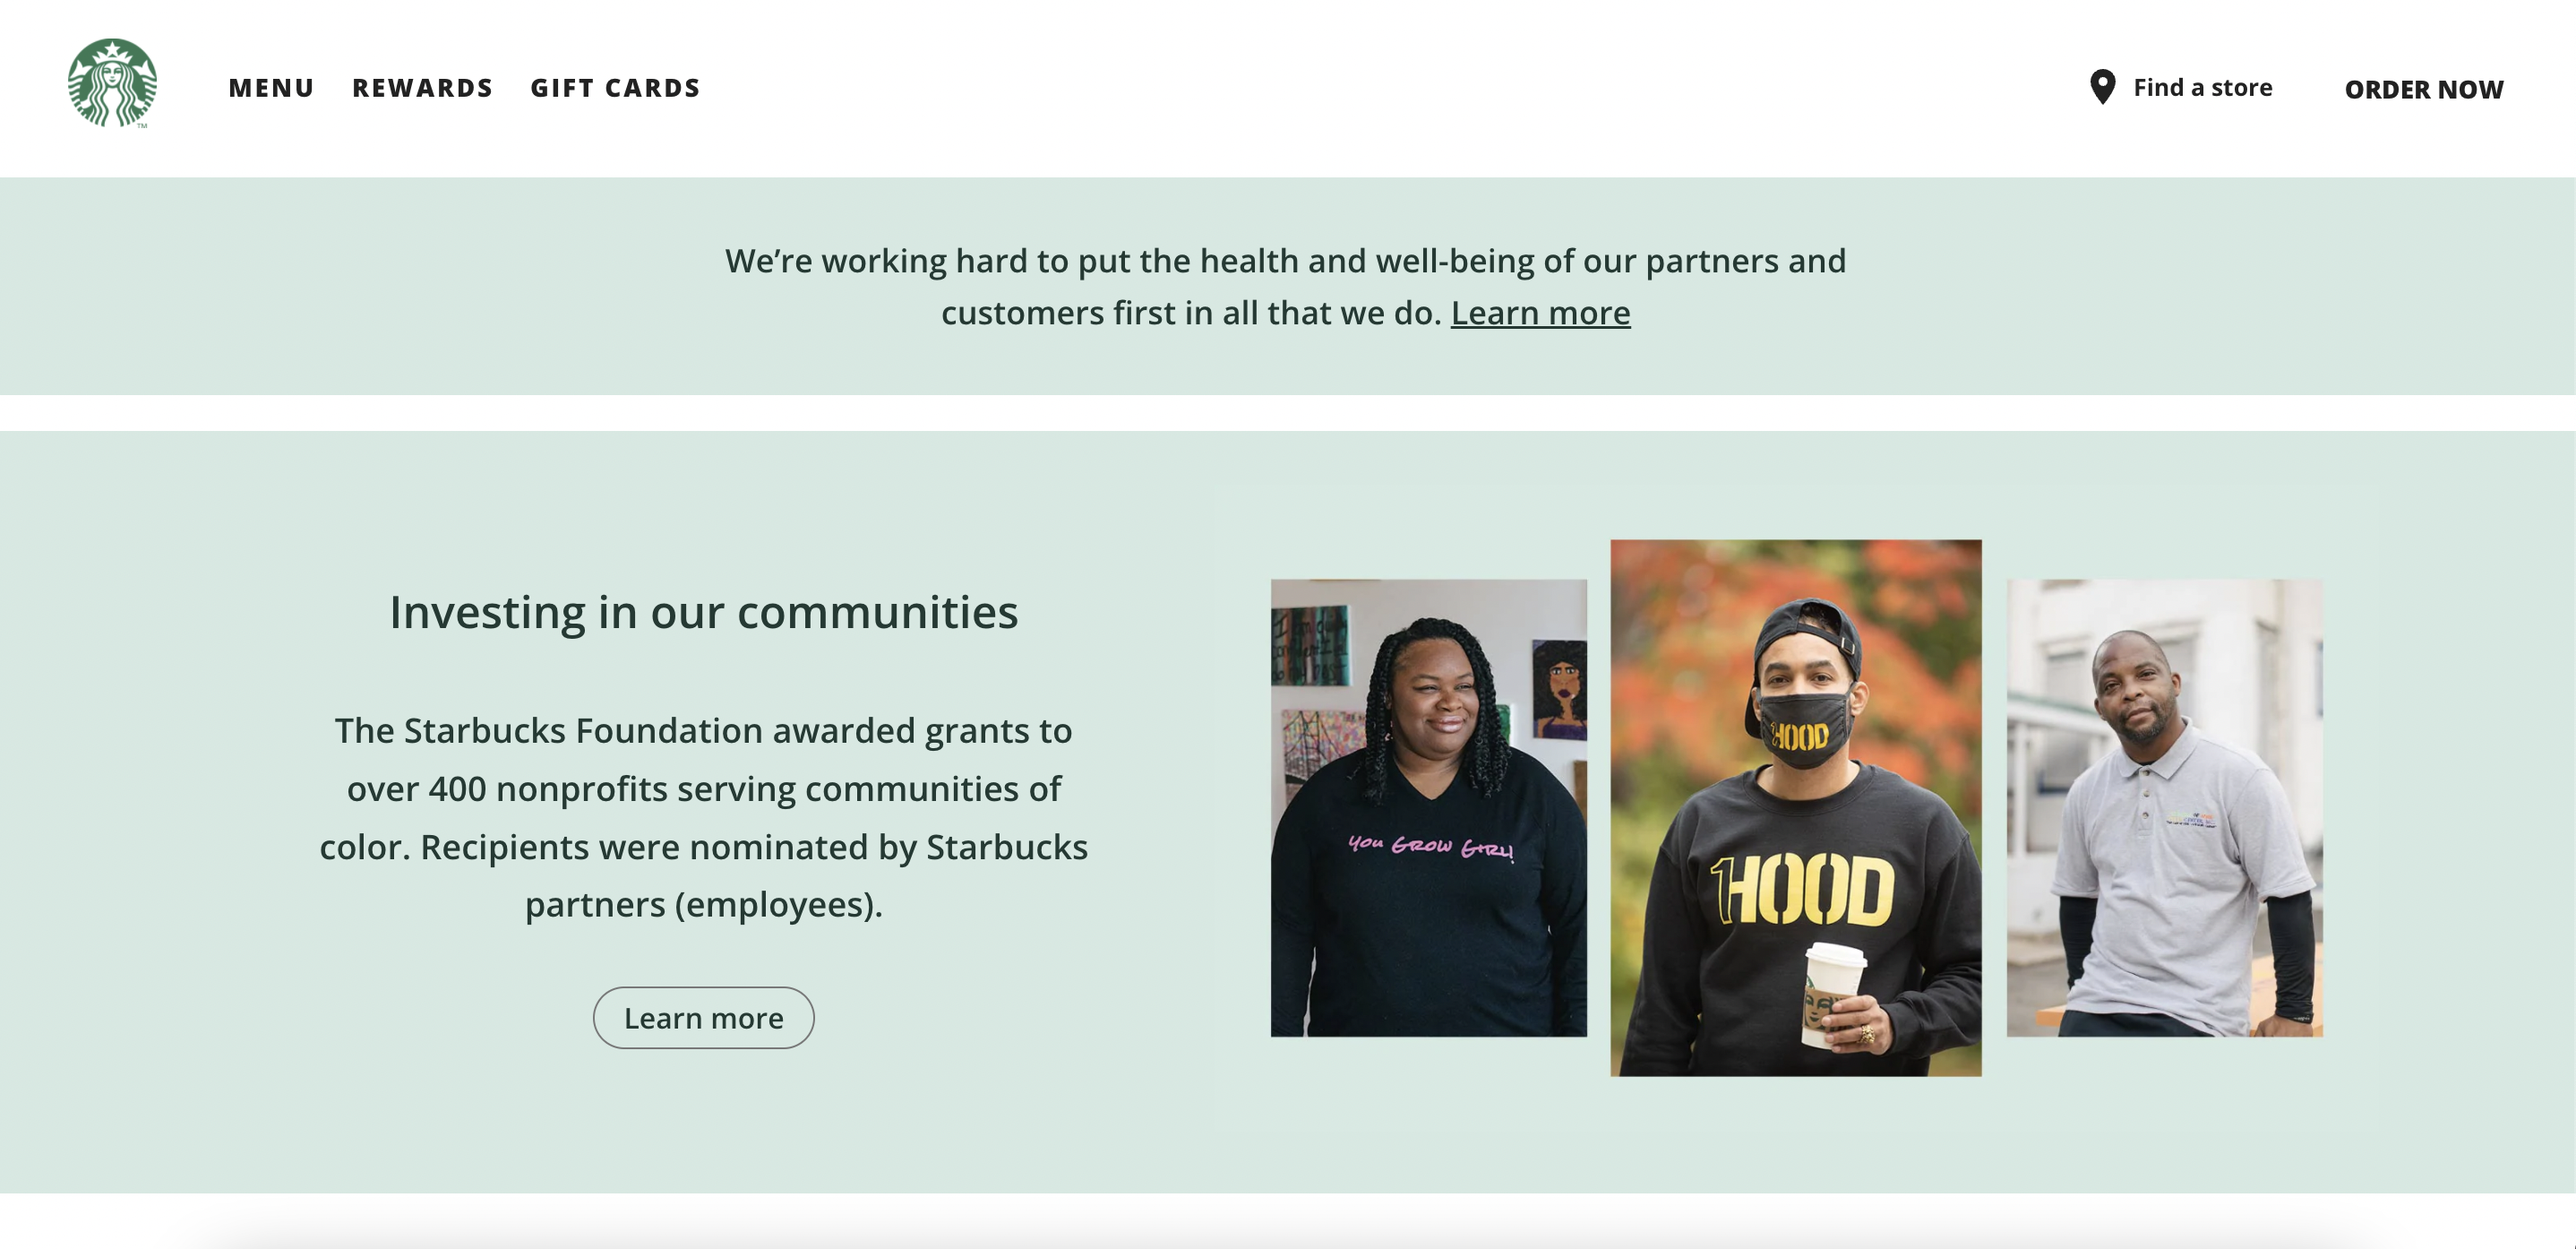 MENU REWARDS GIFT CARDS Find a store ORDER NOW
We’re working hard to put the health and well-being of our partners and
customers first in all that we do. Learn more
Investing in our communities
The Starbucks Foundation awarded grants to
over 400 nonprofits serving communities of
color. Recipients were nominated by Starbucks
partners (employees).
Learn more
You GROW GIRL!
1HOOD
1HOOD
TM